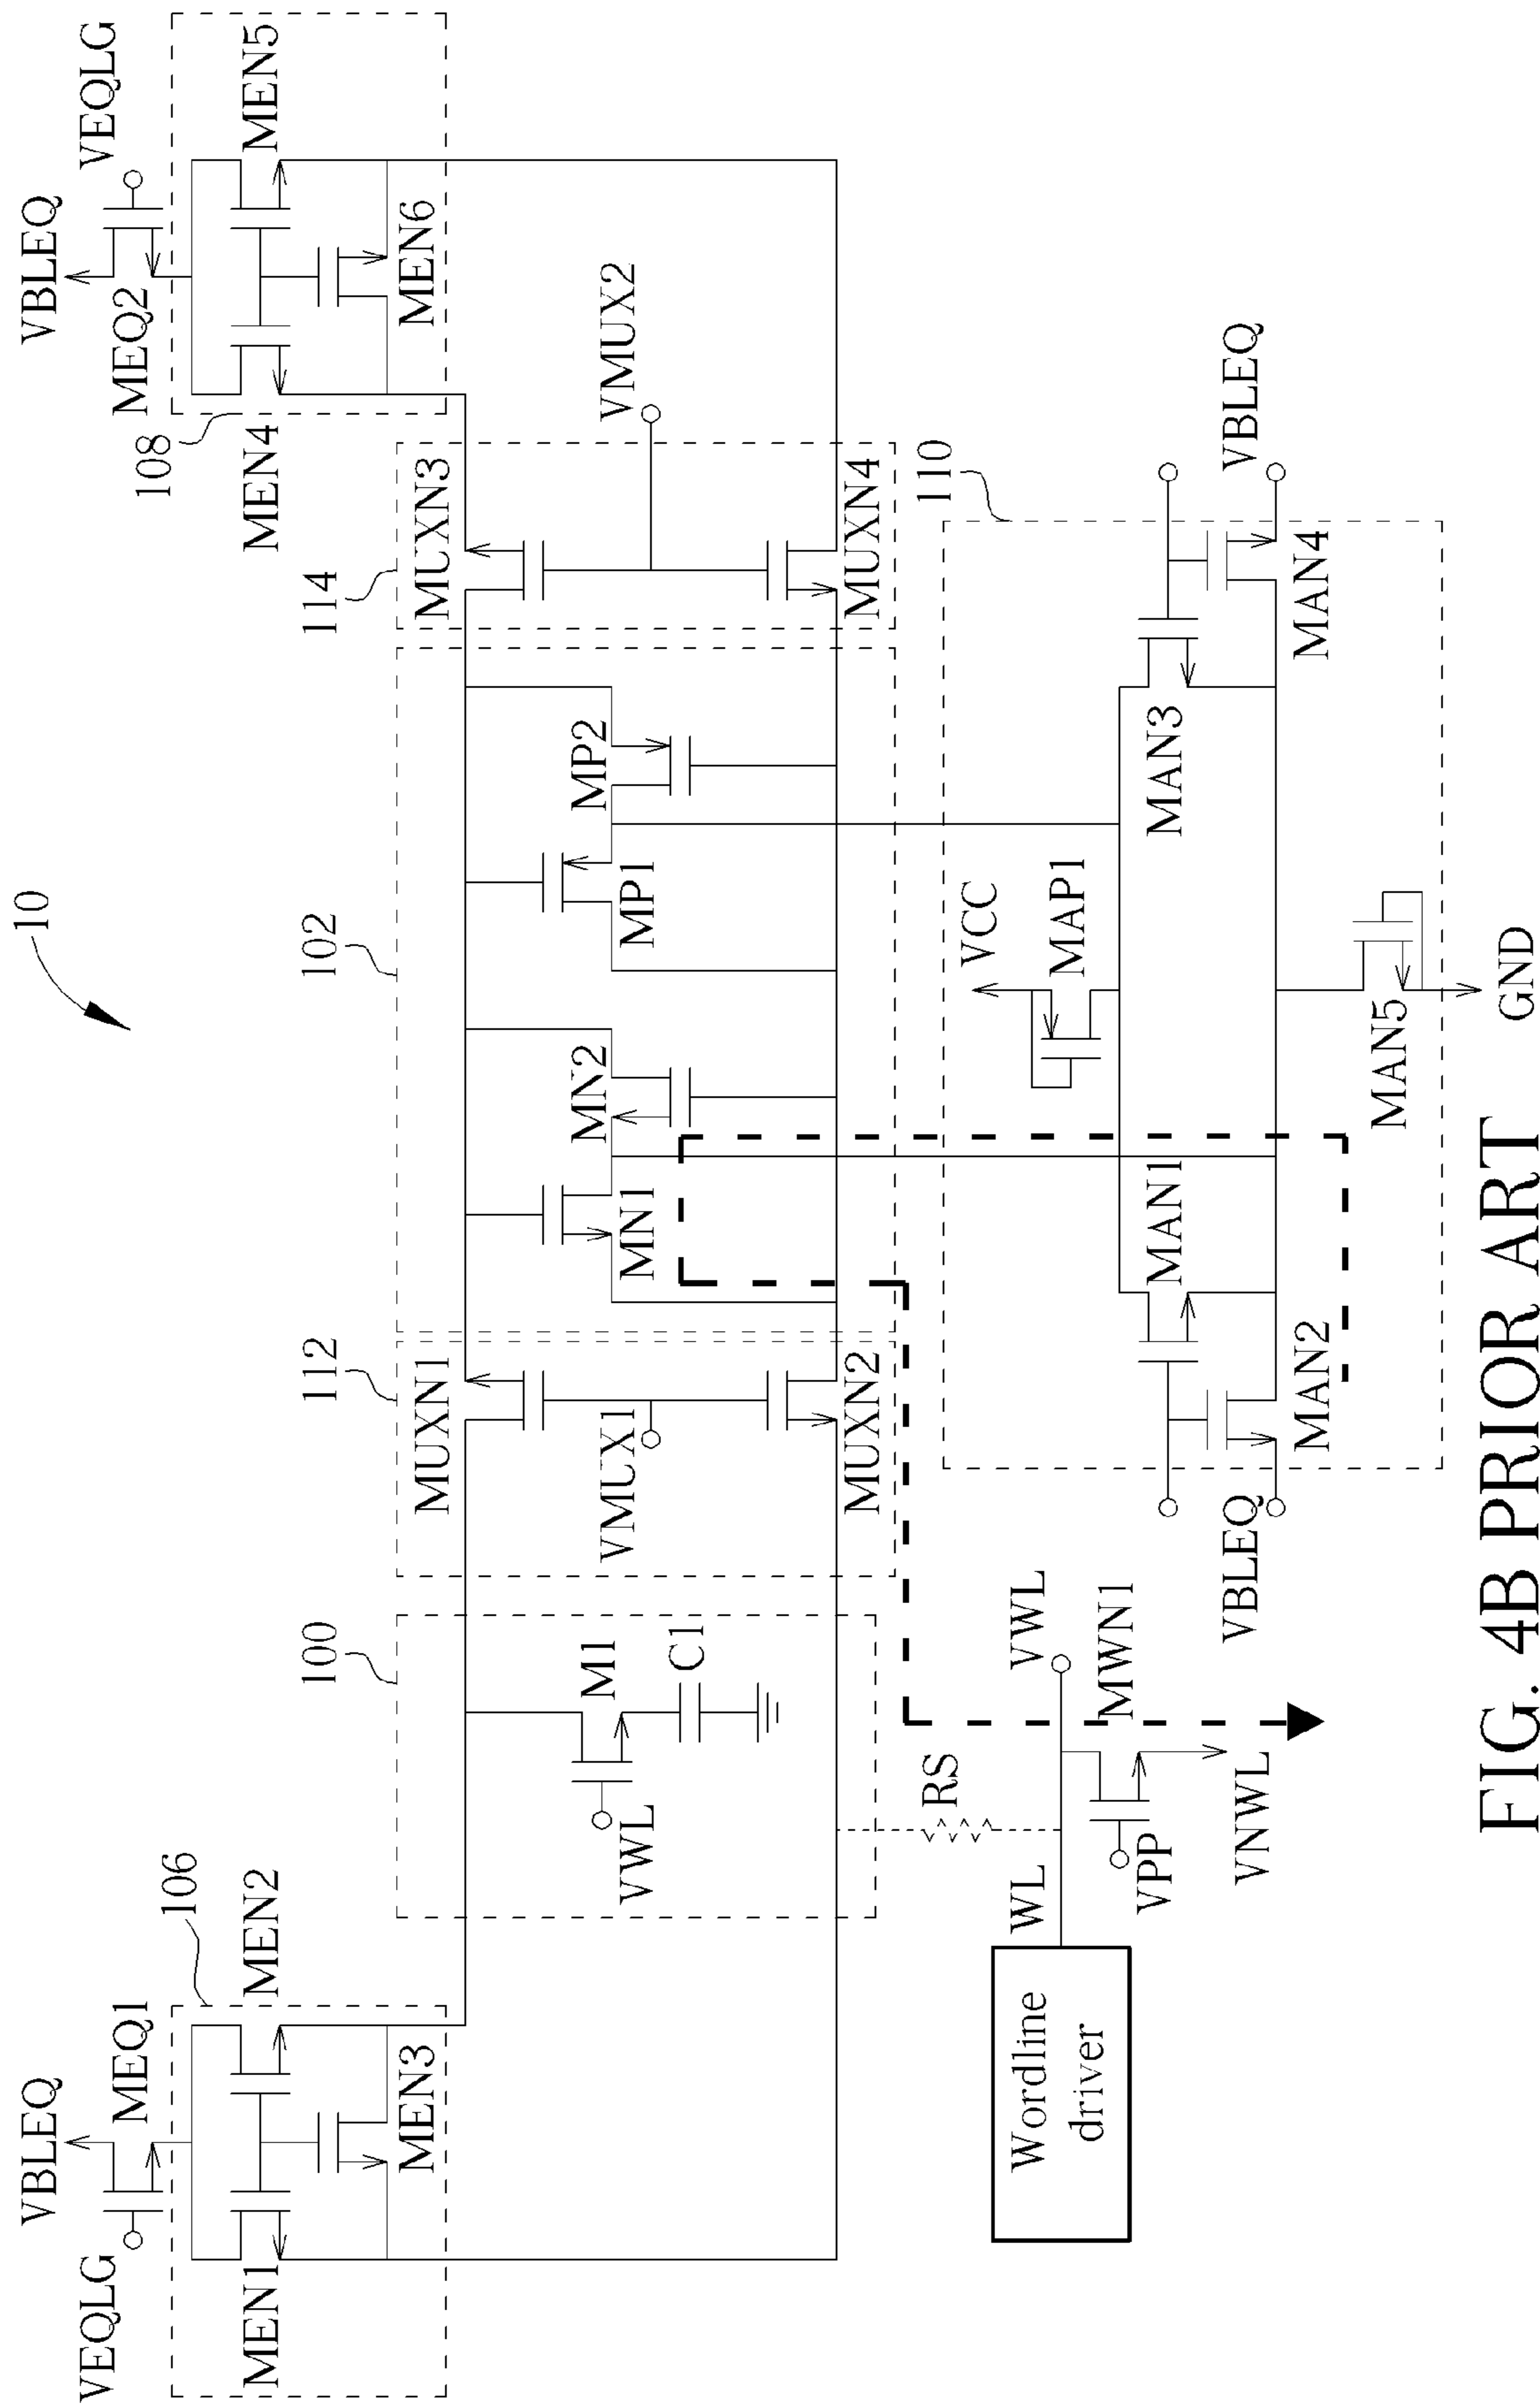 10
VBLEQ
VEQLG
MEQ1
106
MEN1
MEN2
MEN3
VBLEQ
VEQLG
MEQ2
108
MEN4
MEN5
MEN6
100
112
102
114
MUXN1
MUXN3
VWL
M1
C1
VMUX1
MN1
MN2
MP1
MP2
VMUX2
MUXN2
MUXN4
RS
110
VCC
MAP1
Wordline
driver
WL
VWL
VPP
MWN1
VNWL
MAN1
MAN3
VBLEQ
VBLEQ
MAN2
MAN4
MAN5
GND
FIG. 4B PRIOR ART